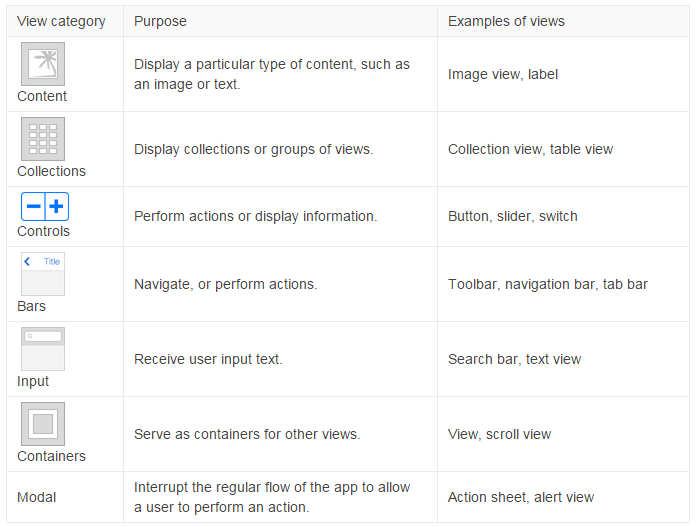 View category Purpose Examples of views
Display a particular type of content, such as
an image or text.
Image view, label
Content
Display collections or groups of views.
Collection view, table view
Collections
Perform actions or display information.
Button, slider, switch
Controls
Title
Navigate, or perform actions.
Toolbar, navigation bar, tab bar
Bars
Receive user input text.
Search bar, text view
Input
Serve as containers for other views.
View, scroll view
Containers
Modal
Interrupt the regular flow of the app to allow
a user to perform an action.
Action sheet, alert view